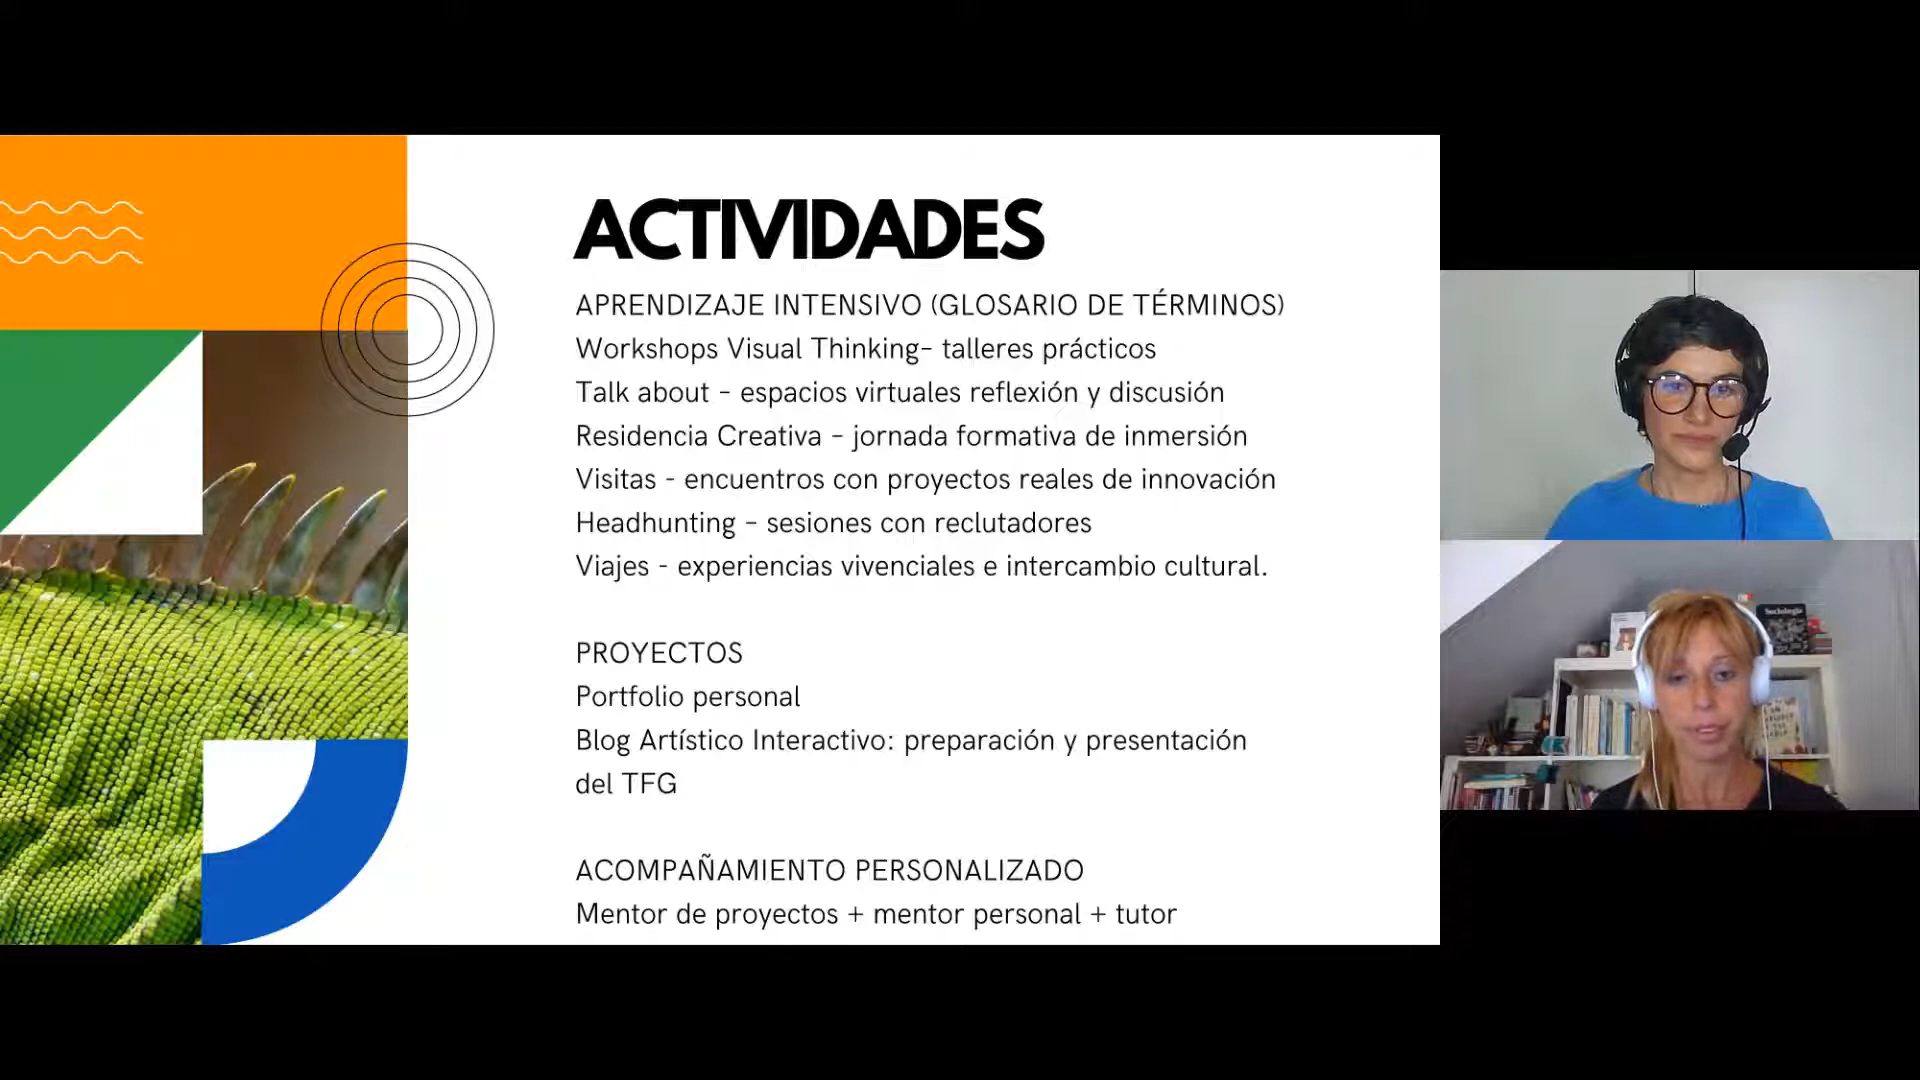 ACTIVIDADES
APRENDIZAJE INTENSIVO (GLOSARIO DE TÉRMINOS)
Workshops Visual Thinking– talleres prácticos
Talk about – espacios virtuales reflexión y discusión
Residencia Creativa – jornada formativa de inmersión
Visitas - encuentros con proyectos reales de innovación
Headhunting – sesiones con reclutadores
Viajes - experiencias vivenciales e intercambio cultural.
PROYECTOS
Portfolio personal
Blog Artístico Interactivo: preparación y presentación
del TFG
ACOMPAÑAMIENTO PERSONALIZADO
Mentor de proyectos + mentor personal + tutor
Sociología